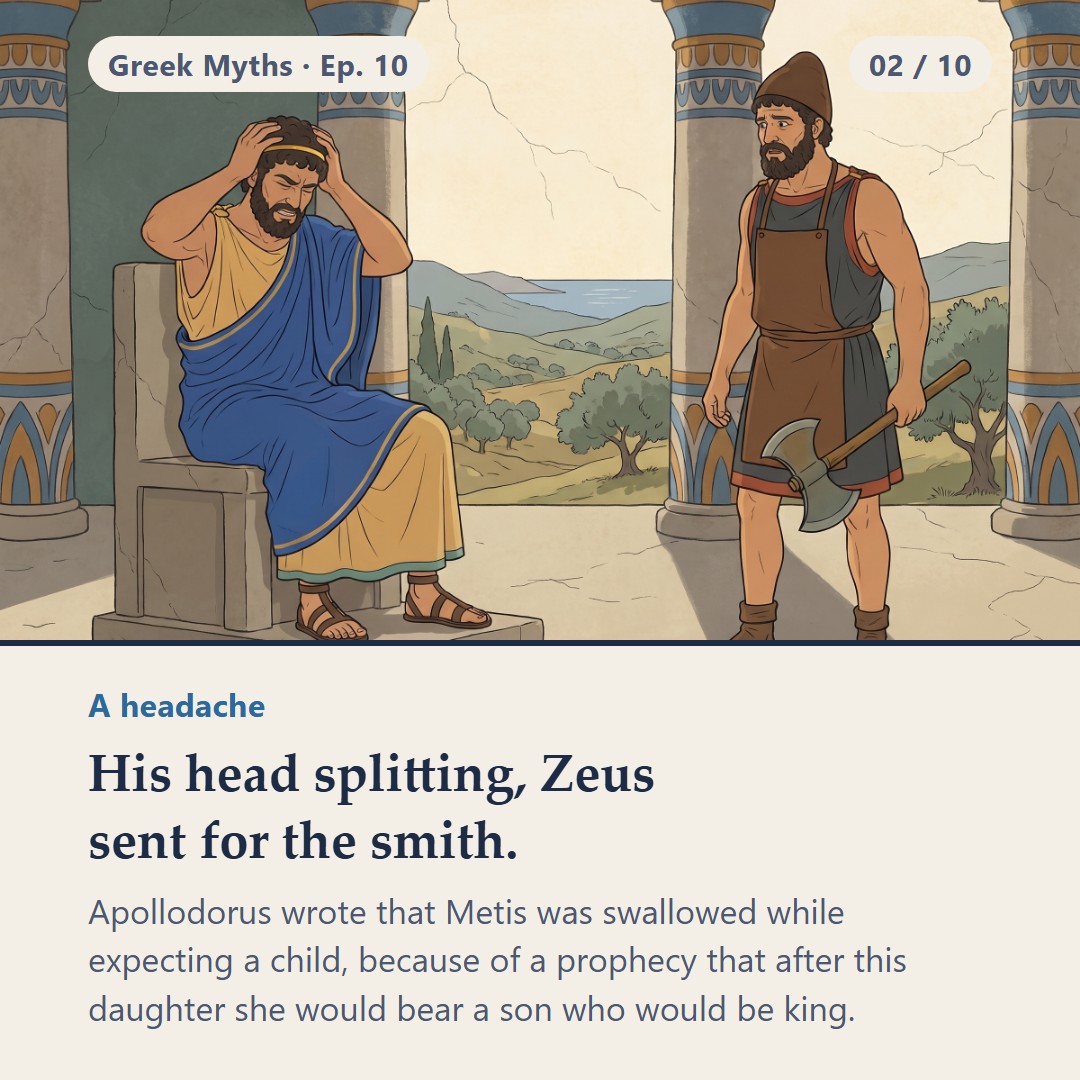 Greek Myths · Ep. 10
02 / 10
A headache
His head splitting, Zeus
sent for the smith.
Apollodorus wrote that Metis was swallowed while
expecting a child, because of a prophecy that after this
daughter she would bear a son who would be king.